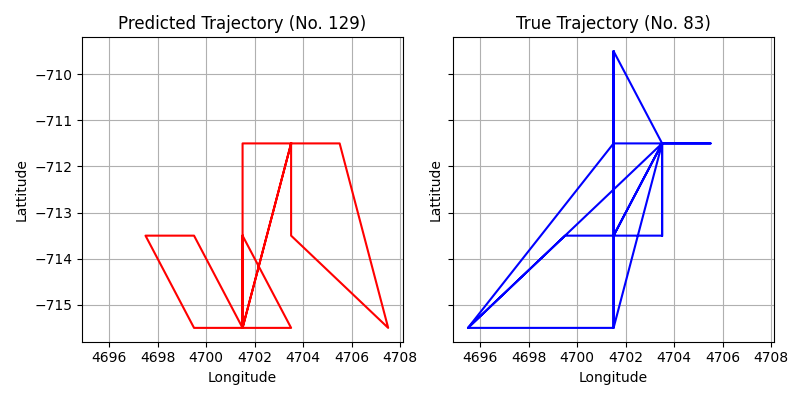 Predicted Trajectory (No. 129)
True Trajectory (No. 83)
−710
−711
−712
−713
−714
−715
Lattitude
Lattitude
4696 4698 4700 4702 4704 4706 4708
4696 4698 4700 4702 4704 4706 4708
Longitude
Longitude